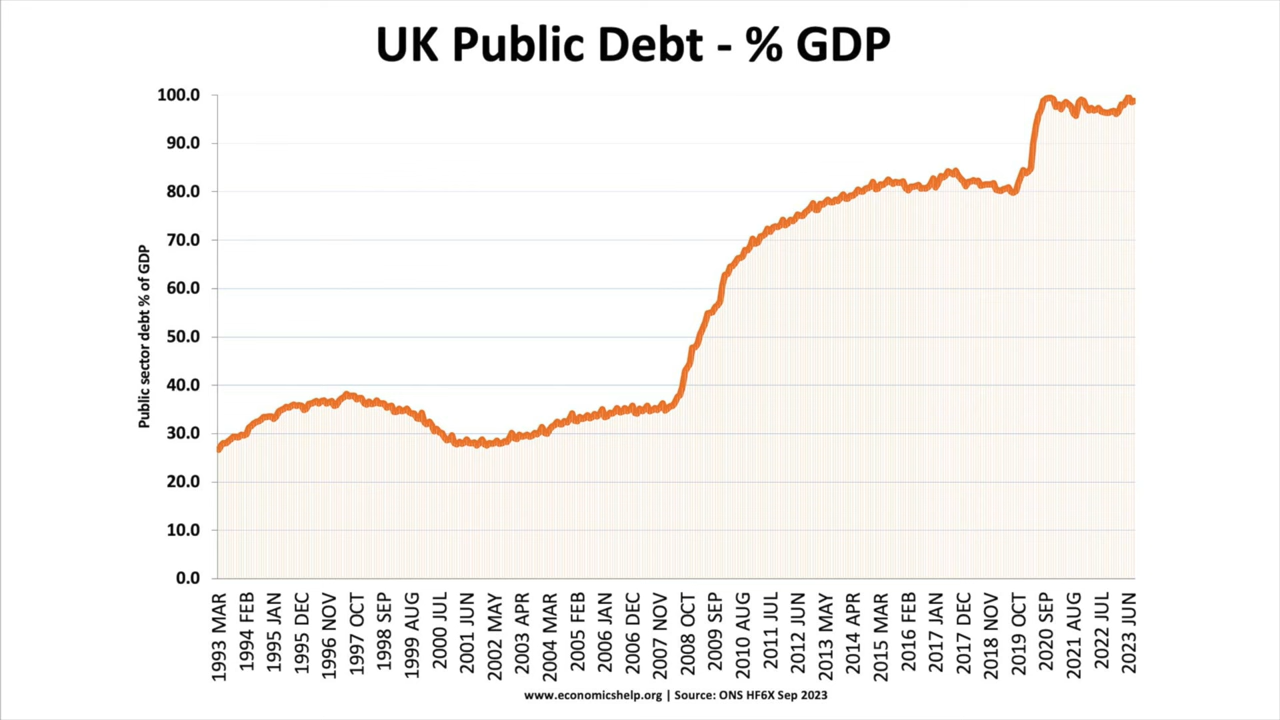 UK Public Debt - % GDP
Public sector debt % of GDP
100.0
90.0
80.0
70.0
60.0
50.0
40.0
30.0
20.0
10.0
0.0
1993 MAR
1994 FEB
1995 JAN
1995 DEC
1996 NOV
1997 OCT
1998 SEP
1999 AUG
2000 JUL
2001 JUN
2002 MAY
2003 APR
2004 MAR
2005 FEB
2006 JAN
2006 DEC
2007 NOV
2008 OCT
2009 SEP
2010 AUG
2011 JUL
2012 JUN
2013 MAY
2014 APR
2015 MAR
2016 FEB
2017 JAN
2017 DEC
2018 NOV
2019 OCT
2020 SEP
2021 AUG
2022 JUL
2023 JUN
www.economicshelp.org | Source: ONS HF6X Sep 2023